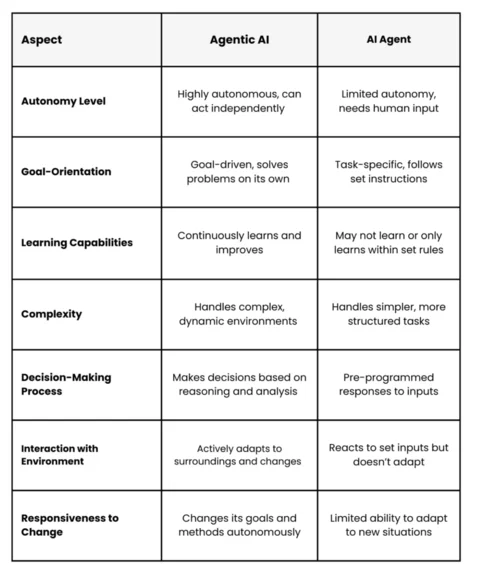 Aspect
Agentic AI
AI Agent
Autonomy Level
Highly autonomous, can
act independently
Limited autonomy,
needs human input
Goal-Orientation
Goal-driven, solves
problems on its own
Task-specific, follows
set instructions
Learning Capabilities
Continuously learns and
improves
May not learn or only
learns within set rules
Complexity
Handles complex,
dynamic environments
Handles simpler, more
structured tasks
Decision-Making
Process
Makes decisions based on
reasoning and analysis
Pre-programmed
responses to inputs
Interaction with
Environment
Actively adapts to
surroundings and changes
Reacts to set inputs but
doesn't adapt
Responsiveness to
Change
Changes its goals and
methods autonomously
Limited ability to adapt
to new situations